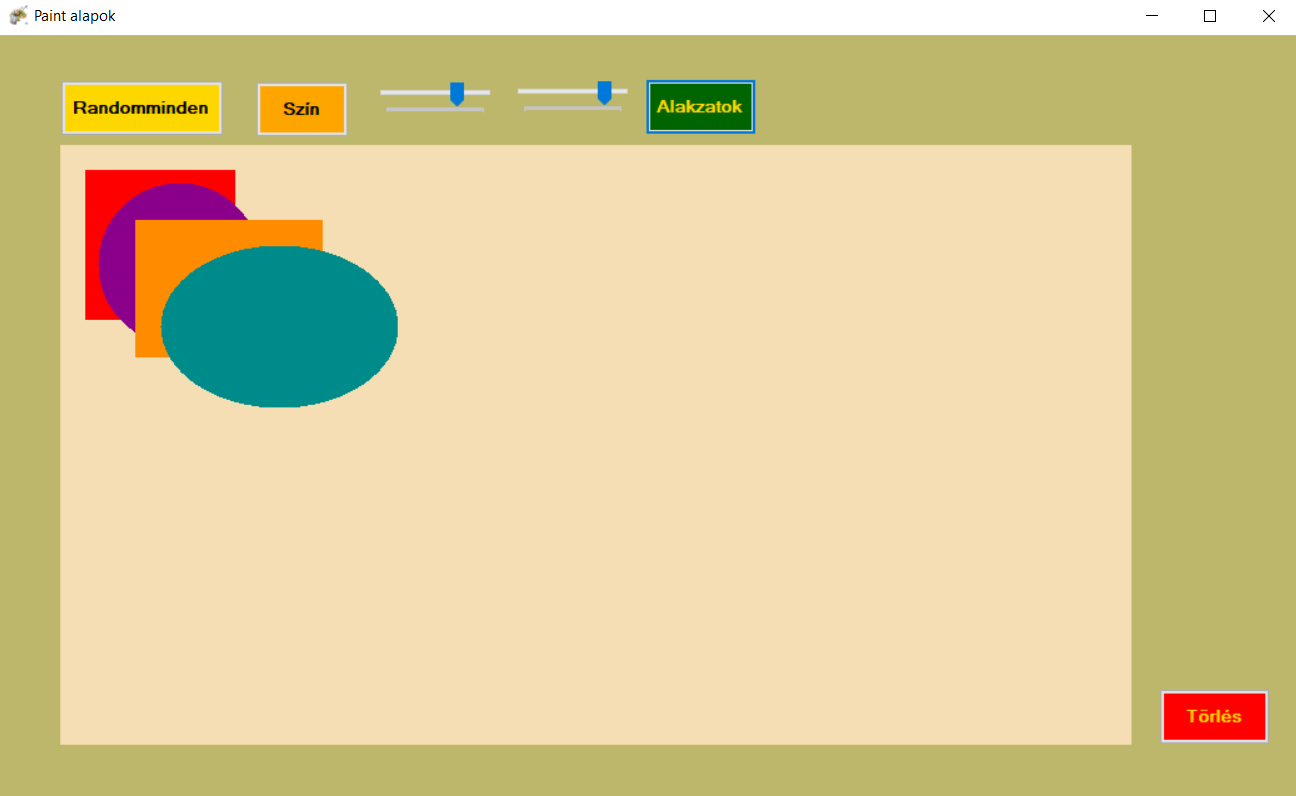 Paint alapok
Randomminden
Szín
Alakzatok
Törlés